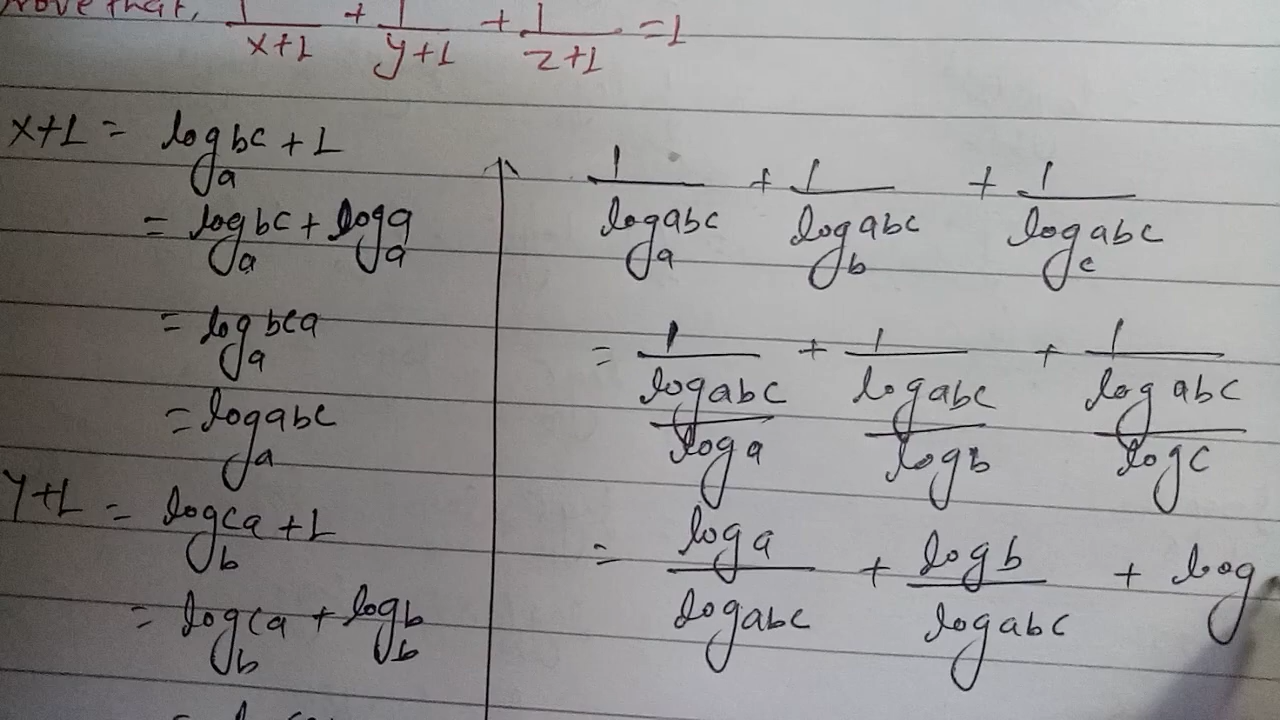 Prove that, 1/x+1 + 1/y+1 + 1/z+1 = 1
x+1 = log_a bc + 1
= log_a bc + log_a a
= log_a bca
= log_a abc
y+1 = log_b ca + 1
= log_b ca + log_b b
1/log_a abc + 1/log_b abc + 1/log_c abc
= 1/(log abc/log a) + 1/(log abc/log b) + 1/(log abc/log c)
= log a/log abc + log b/log abc + log